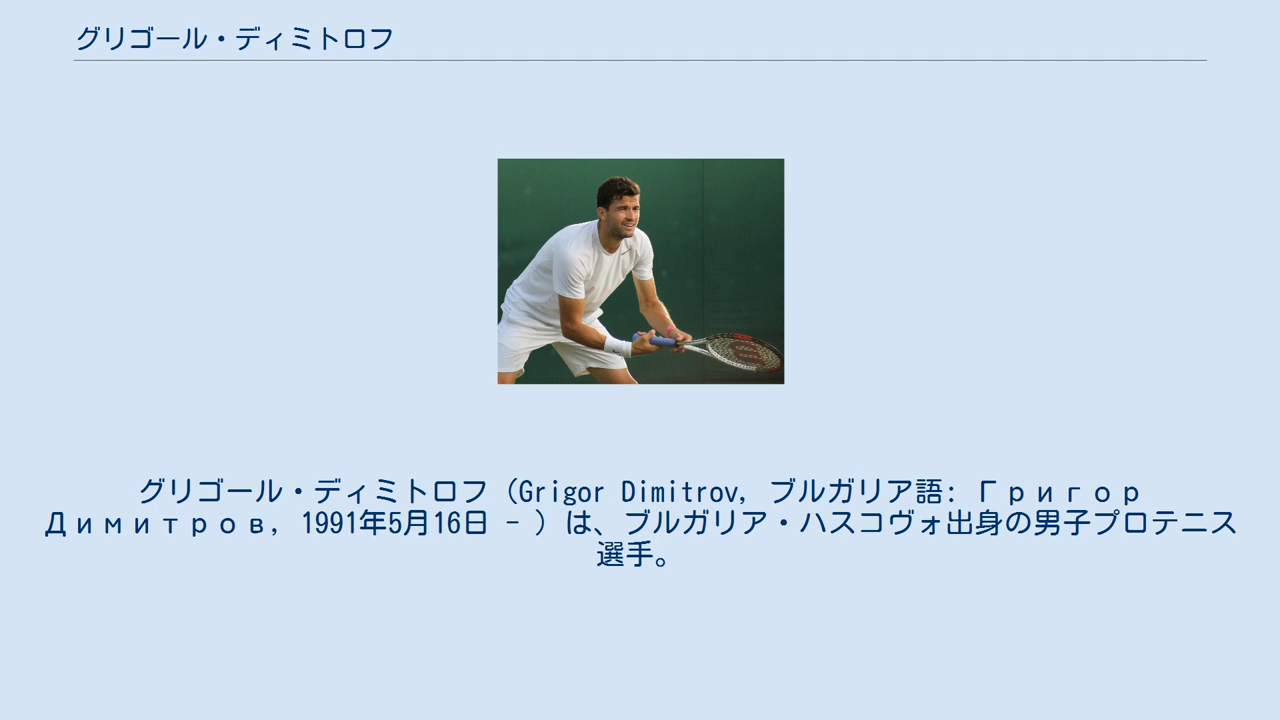 グリゴール・ディミトロフ
グリゴール・ディミトロフ（Grigor Dimitrov, ブルガリア語: Григор
Димитров, 1991年5月16日 - ）は、ブルガリア・ハスコヴォ出身の男子プロテニス
選手。